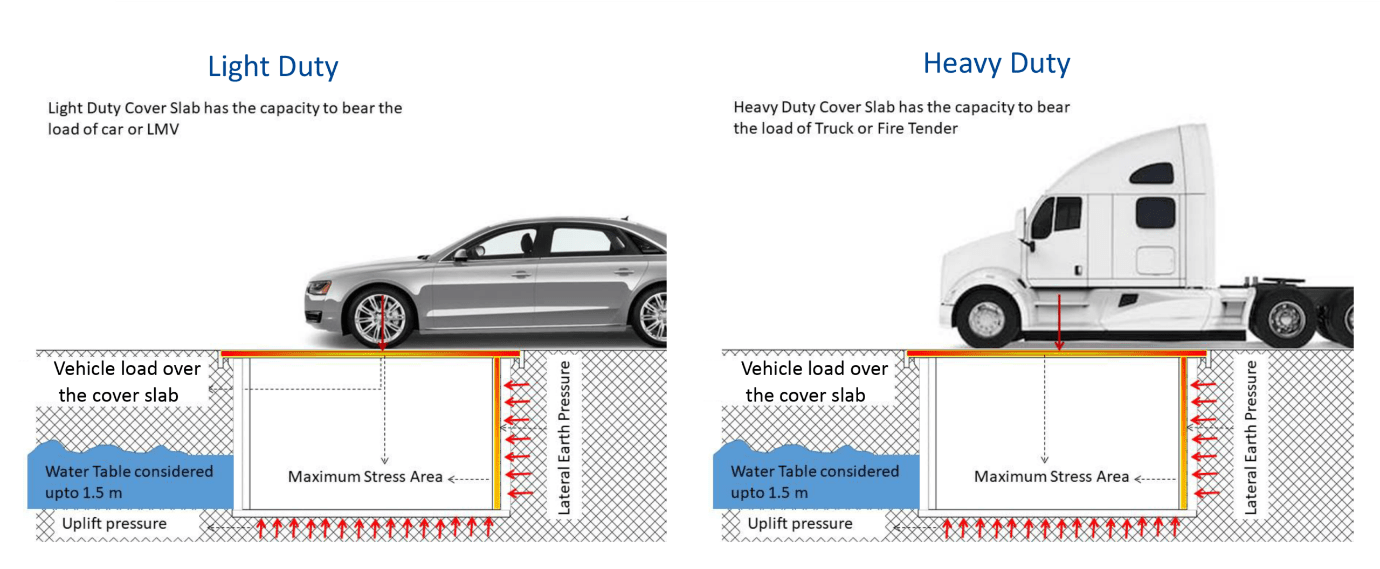 Light Duty
Light Duty Cover Slab has the capacity to bear the
load of car or LMV
Vehicle load over
the cover slab
Lateral Earth Pressure
Water Table considered
upto 1.5 m
Maximum Stress Area
Uplift pressure
Heavy Duty
Heavy Duty Cover Slab has the capacity to bear
the load of Truck or Fire Tender
Vehicle load over
the cover slab
Lateral Earth Pressure
Water Table considered
upto 1.5 m
Maximum Stress Area
Uplift pressure